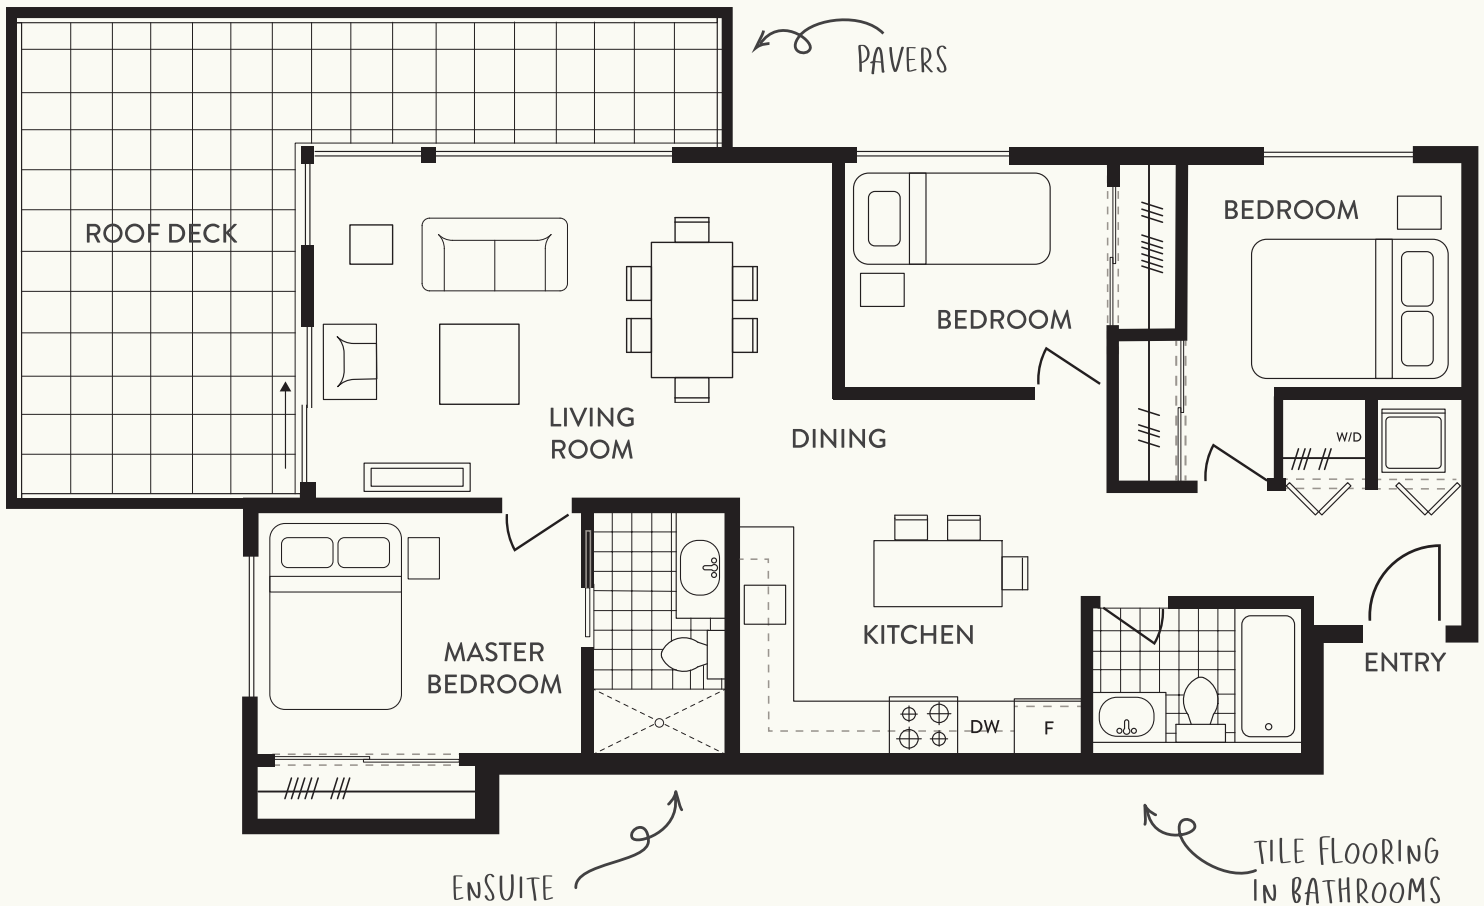 PAVERS
ROOF DECK
BEDROOM
BEDROOM
LIVING
ROOM
DINING
W/D
KITCHEN
MASTER
BEDROOM
ENTRY
DW
F
ENSUITE
TILE FLOORING
IN BATHROOMS